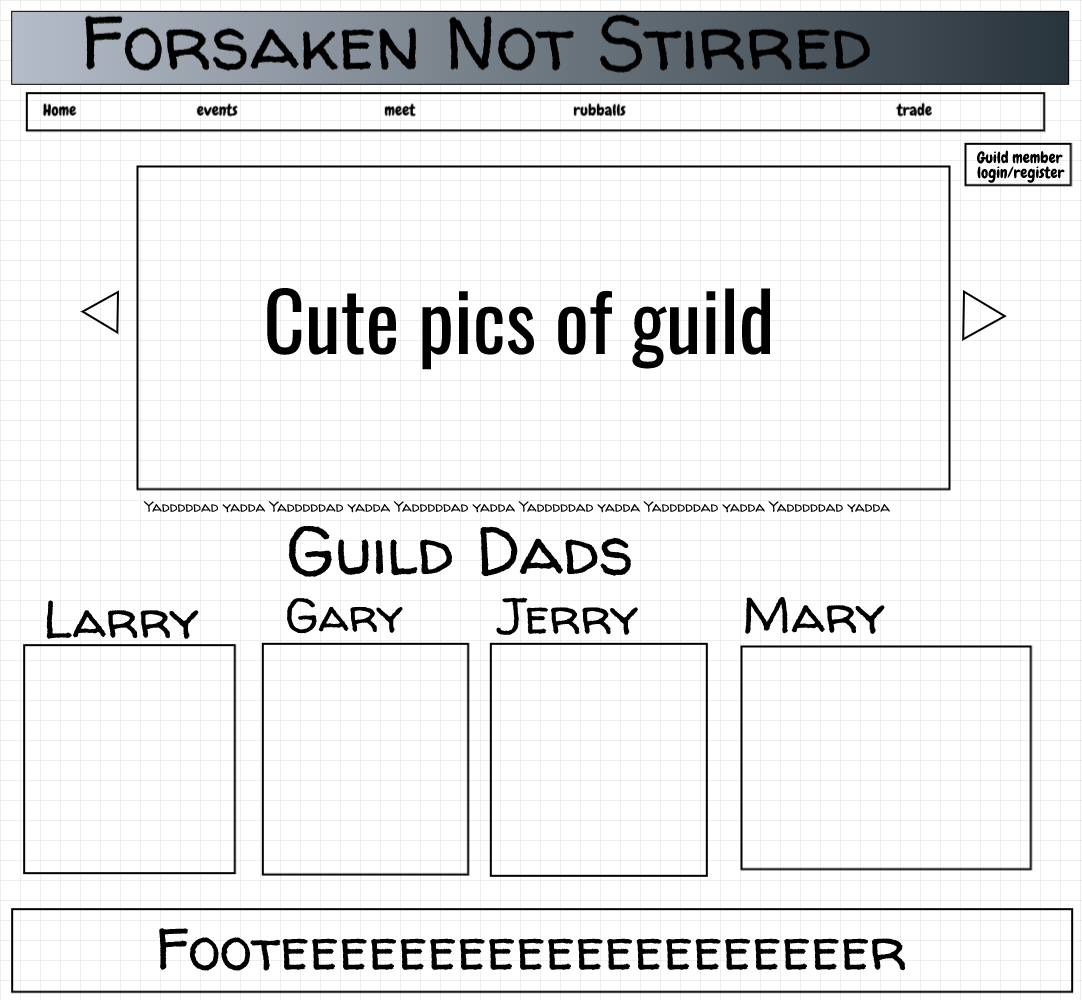 Forsaken Not Stirred
Home events meet rubballs trade
Guild member
login/register
Cute pics of guild
Yadddddad yadda Yadddddad yadda Yadddddad yadda Yadddddad yadda Yadddddad yadda Yadddddad yadda
Guild Dads
Larry Gary Jerry Mary
Footeeeeeeeeeeeeeeeeeeeeer